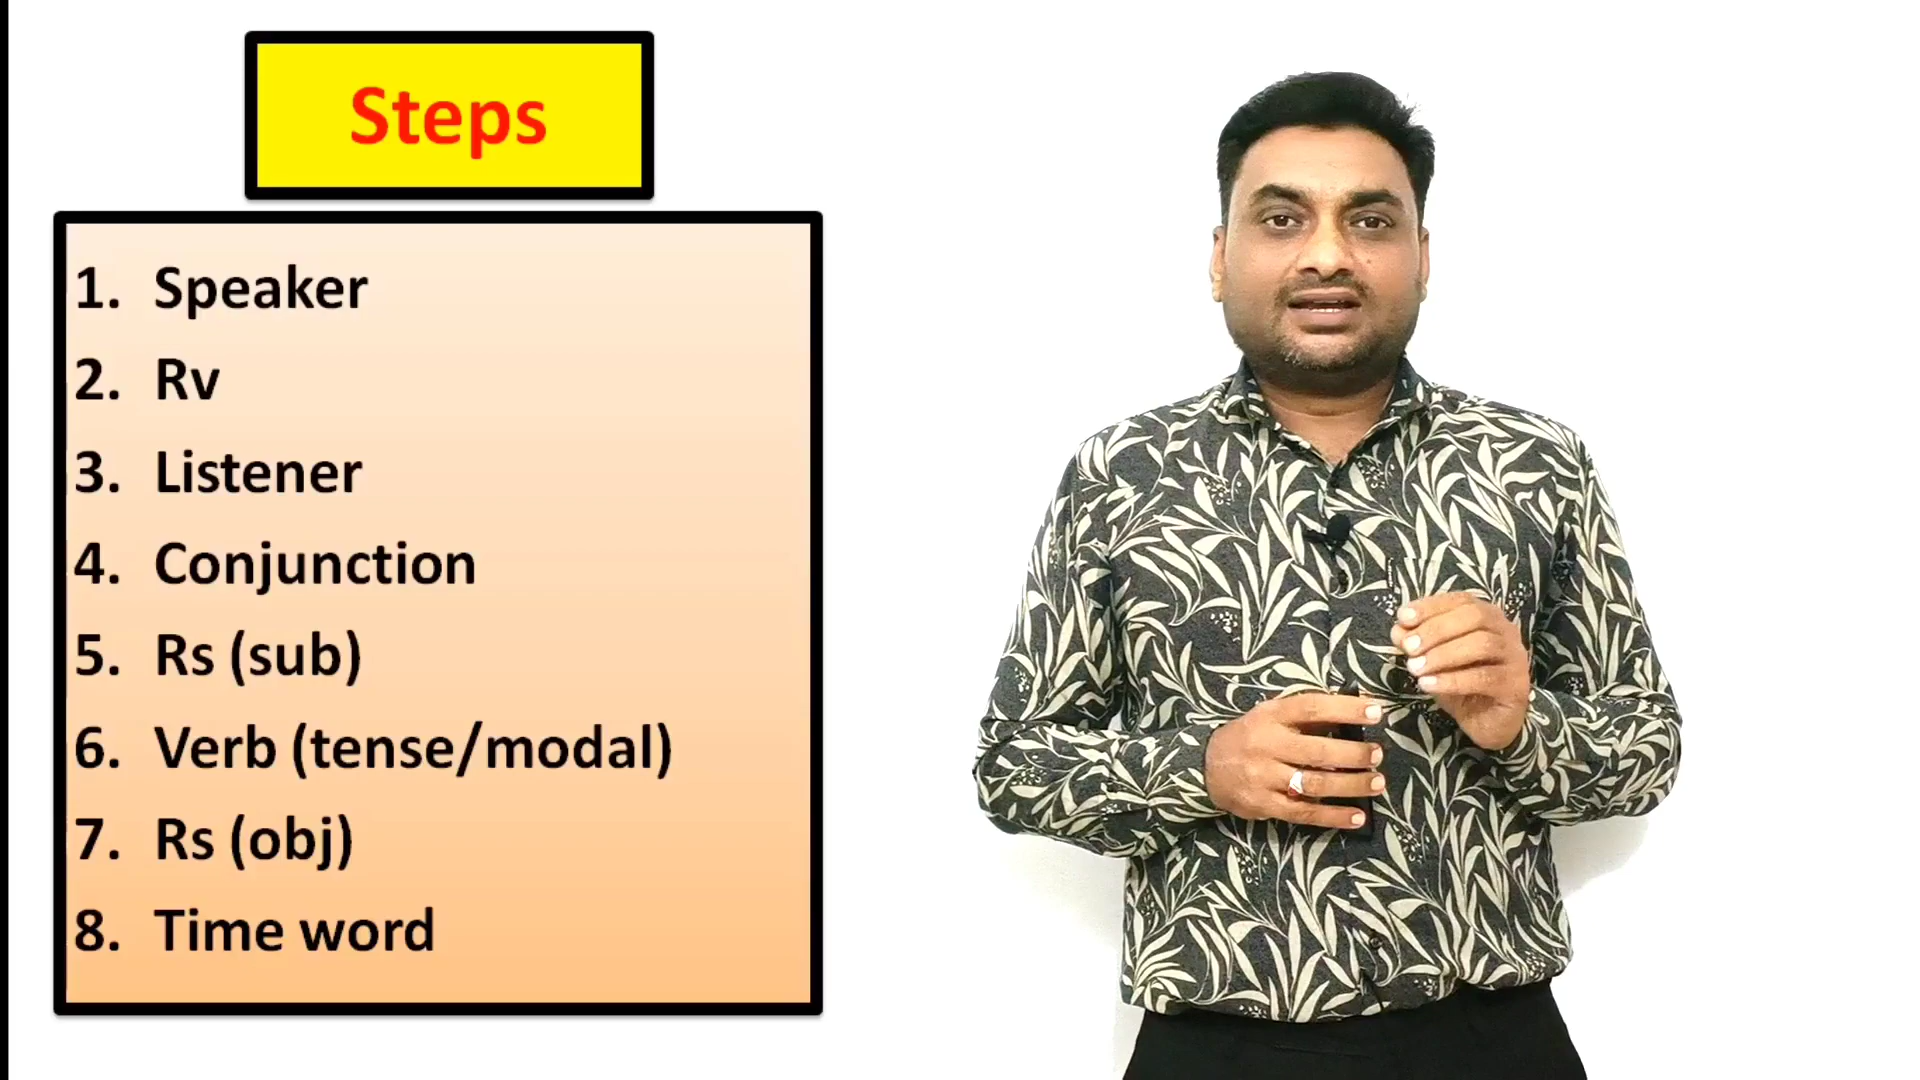 Steps
1. Speaker
2. Rv
3. Listener
4. Conjunction
5. Rs (sub)
6. Verb (tense/modal)
7. Rs (obj)
8. Time word